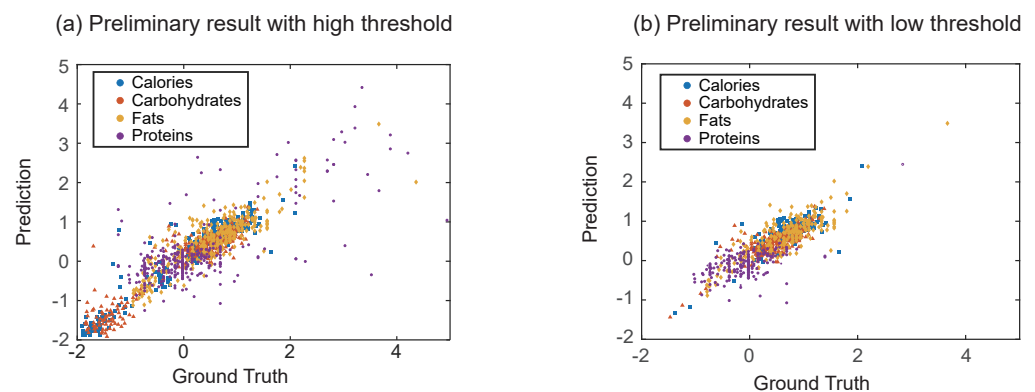 (a) Preliminary result with high threshold
5
4
3
2
1
0
-1
-2
-2
0
2
4
Prediction
Ground Truth
Calories
Carbohydrates
Fats
Proteins
(b) Preliminary result with low threshold
5
4
3
2
1
0
-1
-2
-2
0
2
4
Prediction
Ground Truth
Calories
Carbohydrates
Fats
Proteins